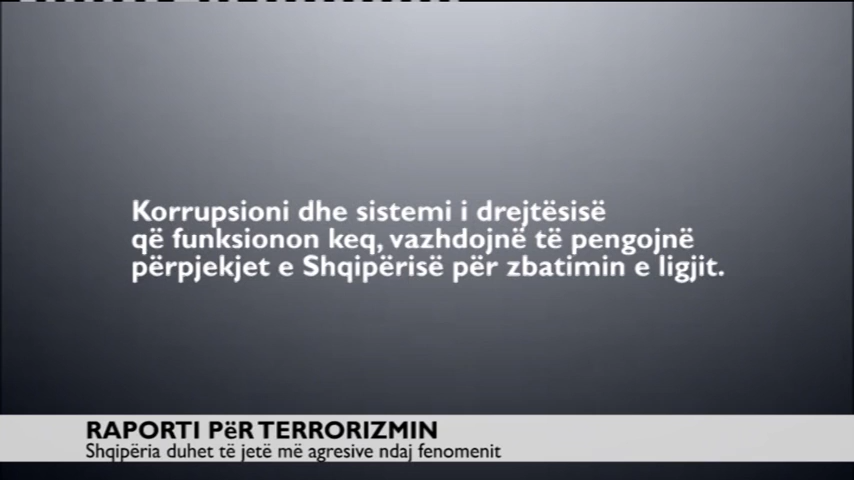 Korrupsioni dhe sistemi i drejtësisë
që funksionon keq, vazhdojnë të pengojnë
përpjekjet e Shqipërisë për zbatimin e ligjit.
RAPORTI PëR TERRORIZMIN
Shqipëria duhet të jetë më agresive ndaj fenomenit